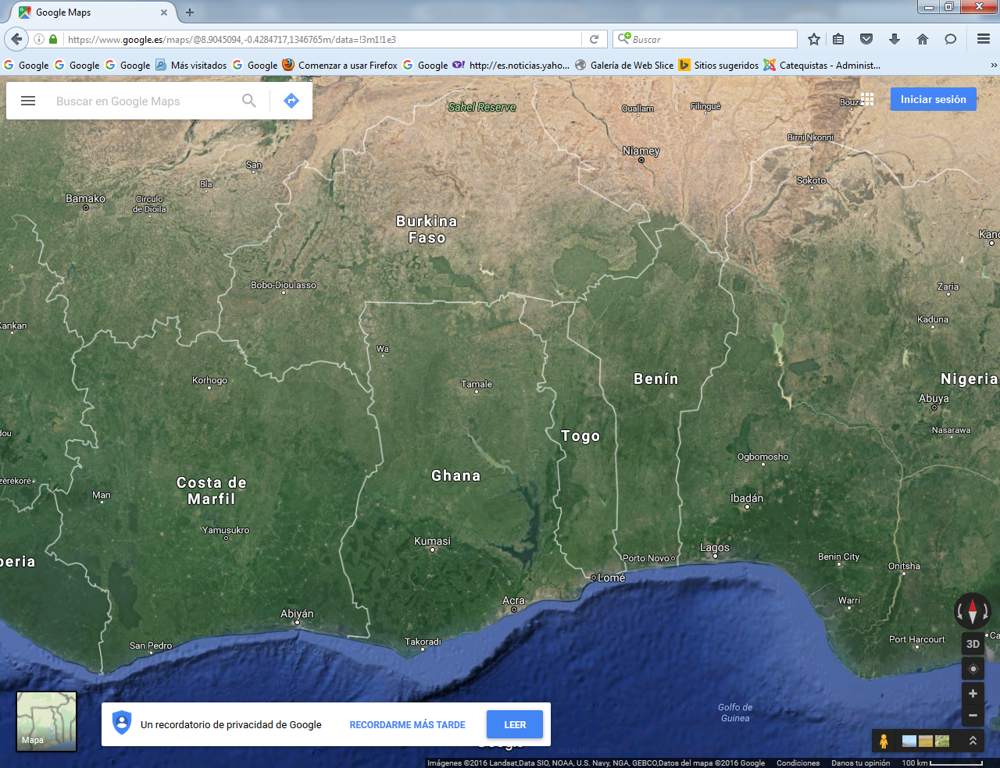 Google Maps
https://www.google.es/maps/@8.9045094,-0.4284717,1346765m/data=!3m1!1e3
Buscar
Google
Google
Google
Más visitados
Google
Comenzar a usar Firefox
Google
http://es.noticias.yaho...
Galería de Web Slice
Sitios sugeridos
Catequistas - Administ...
»
Buscar en Google Maps
Sahel Reserve
Ouallam
Filingué
Bouza
Iniciar sesión
Birni Nkonni
Niamey
San
Bla
Sokoto
Bamako
Círculo
de Dioila
Burkina
Faso
Kano
Bobo-Dioulasso
Zaria
Kankan
Kaduna
Wa
Korhogo
Tamale
Benín
Nigeria
Abuya
Nasarawa
dou
Togo
Ogbomosho
zérékoré
Costa de
Marfil
Ghana
Man
Ibadán
Yamusukro
Kumasi
Lagos
Porto Novo
Benin City
Onitsha
beria
Lomé
Acra
Warri
Abiyán
San Pedro
Takoradi
Port Harcourt
Ca
3D
Golfo de
Guinea
Mapa
Un recordatorio de privacidad de Google
RECORDARME MÁS TARDE
LEER
Google
Imágenes ©2016 Landsat,Data SIO, NOAA, U.S. Navy, NGA, GEBCO,Datos del mapa ©2016 Google
Condiciones
Danos tu opinión
100 km